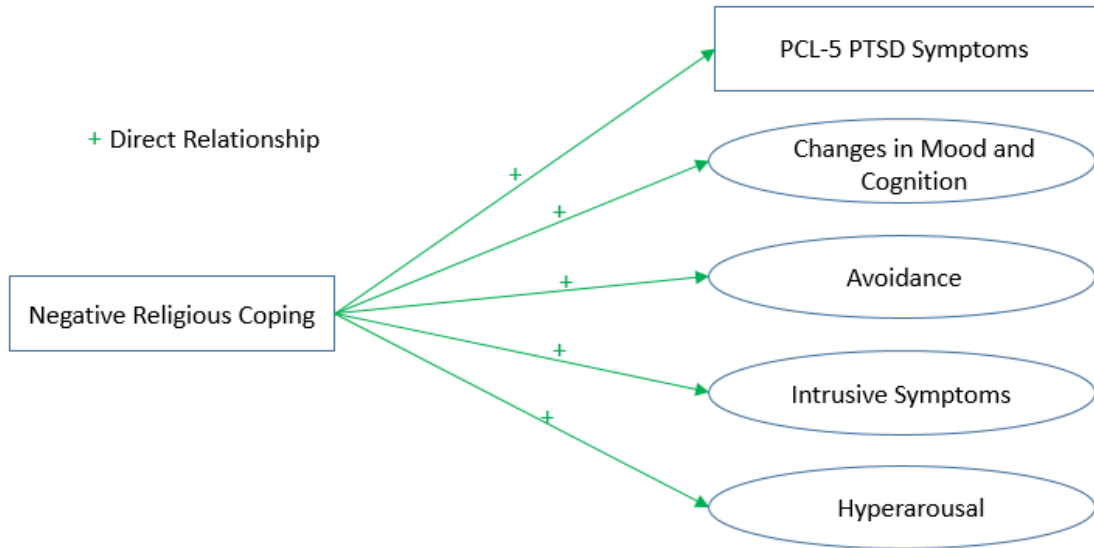 PCL-5 PTSD Symptoms
+ Direct Relationship
Changes in Mood and
Cognition
+
+
Negative Religious Coping
+
Avoidance
+
Intrusive Symptoms
+
Hyperarousal